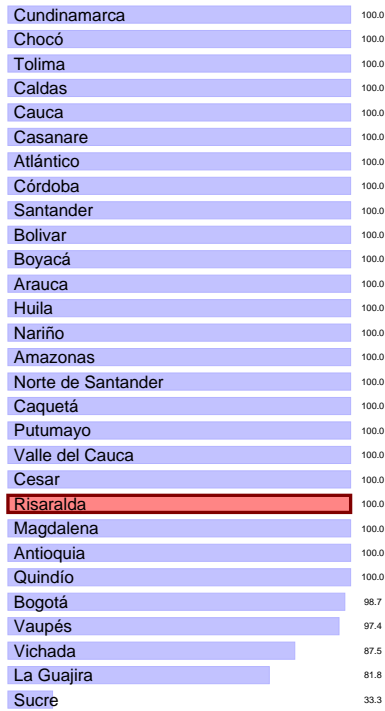 Cundinamarca 100.0
Chocó 100.0
Tolima 100.0
Caldas 100.0
Cauca 100.0
Casanare 100.0
Atlántico 100.0
Córdoba 100.0
Santander 100.0
Bolivar 100.0
Boyacá 100.0
Arauca 100.0
Huila 100.0
Nariño 100.0
Amazonas 100.0
Norte de Santander 100.0
Caquetá 100.0
Putumayo 100.0
Valle del Cauca 100.0
Cesar 100.0
Risaralda 100.0
Magdalena 100.0
Antioquia 100.0
Quindío 100.0
Bogotá 98.7
Vaupés 97.4
Vichada 87.5
La Guajira 81.8
Sucre 33.3